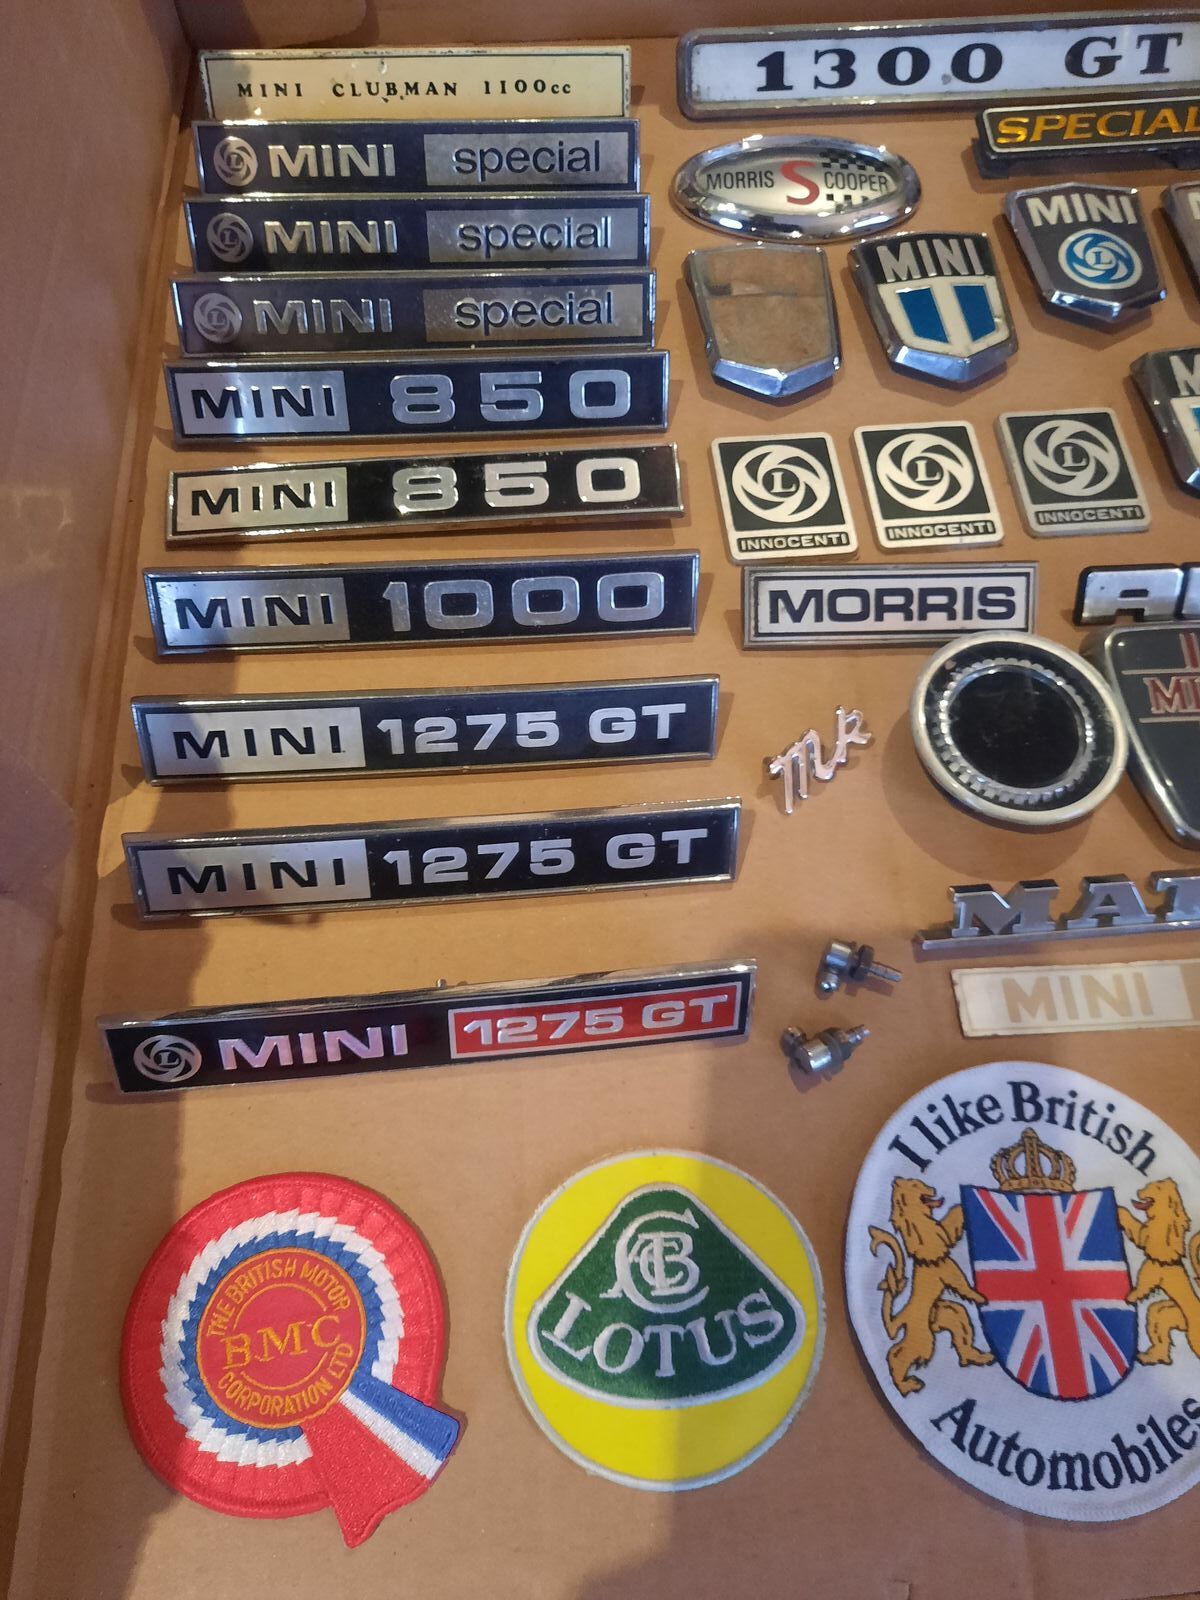 MINI CLUBMAN 1100cc
L MINI special
L MINI special
L MINI special
MINI 850
MINI 850
MINI 1000
MINI 1275 GT
MINI 1275 GT
L MINI 1275 GT
1300 GT
SPECIAL
MORRIS S COOPER
MINI
MINI
L
L
INNOCENTI
L
INNOCENTI
L
INNOCENTI
MORRIS
MK
MINI
THE BRITISH MOTOR
BMC
CORPORATION LTD
ACBC
LOTUS
I like British
Automobiles